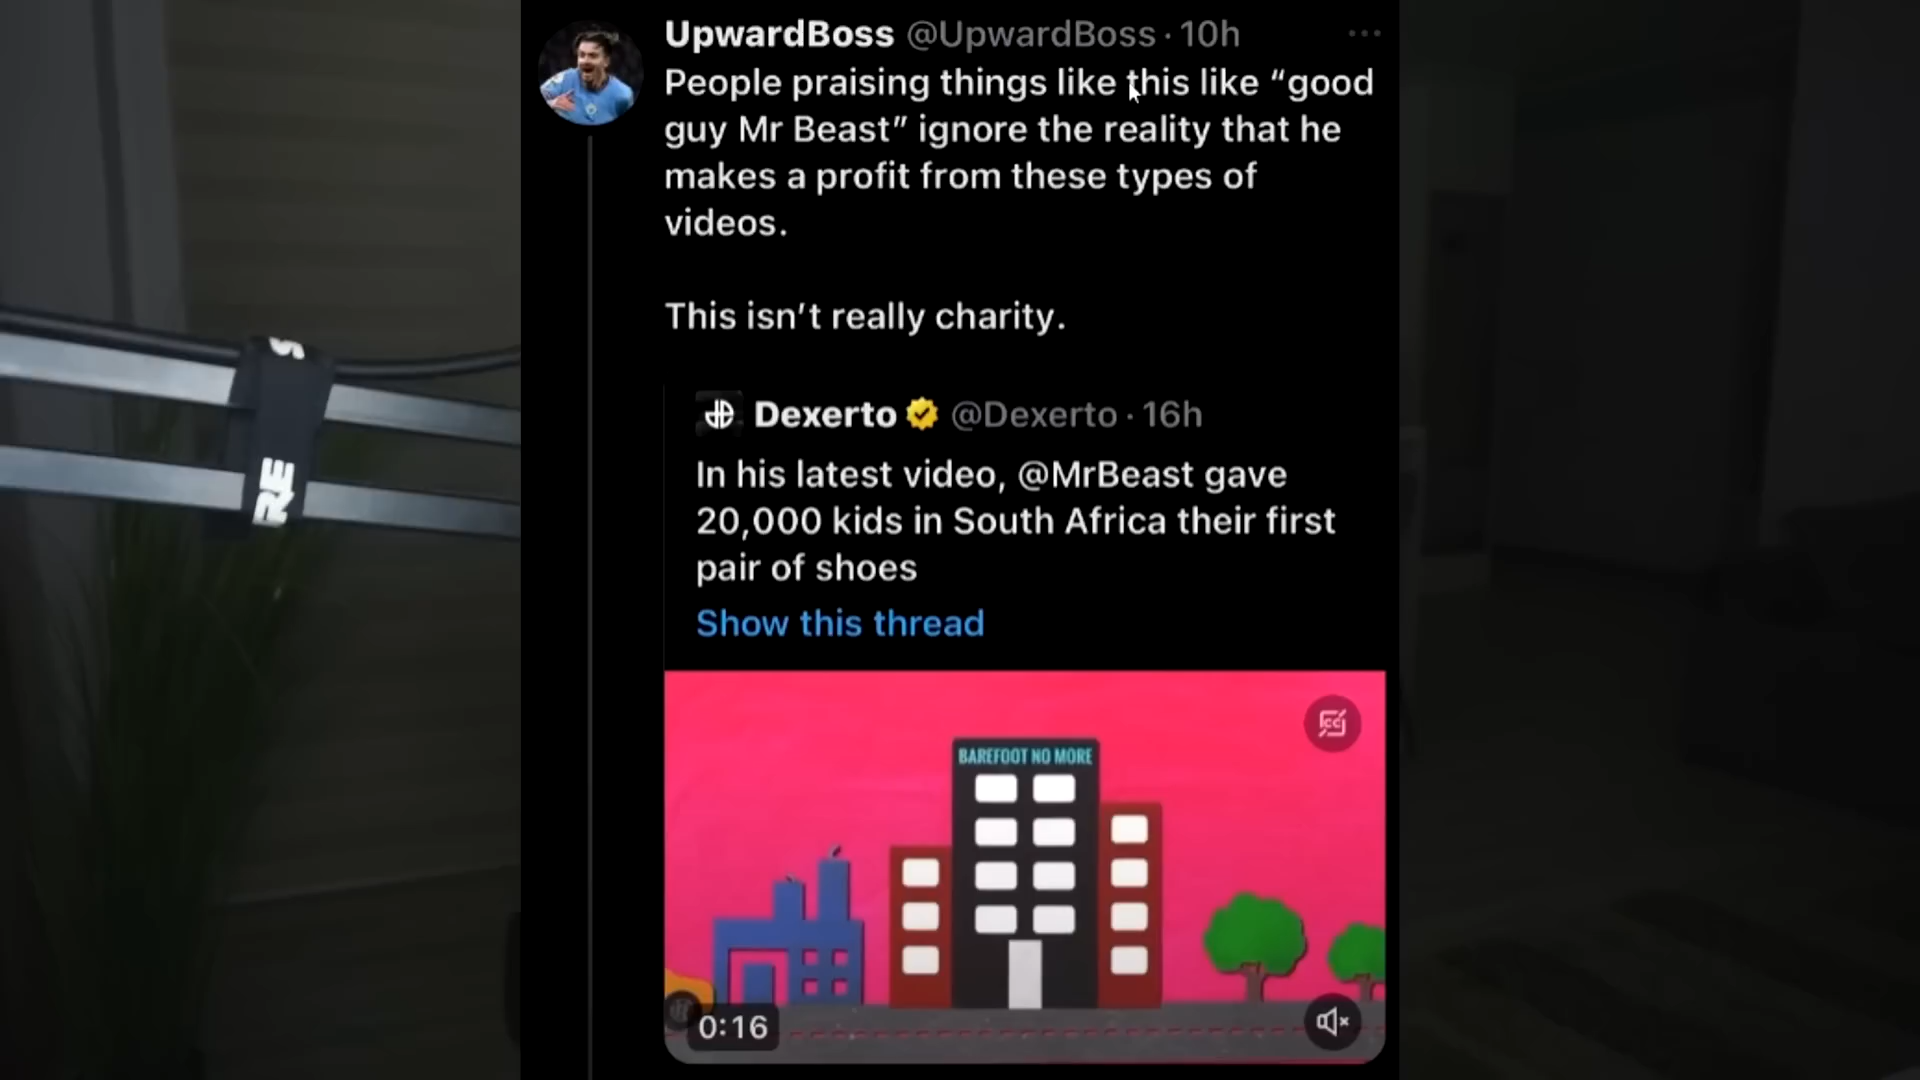 UpwardBoss @UpwardBoss · 10h
People praising things like this like “good
guy Mr Beast” ignore the reality that he
makes a profit from these types of
videos.
This isn’t really charity.
Dexerto @Dexerto · 16h
In his latest video, @MrBeast gave
20,000 kids in South Africa their first
pair of shoes
Show this thread
CC
BAREFOOT NO MORE
0:16
RE